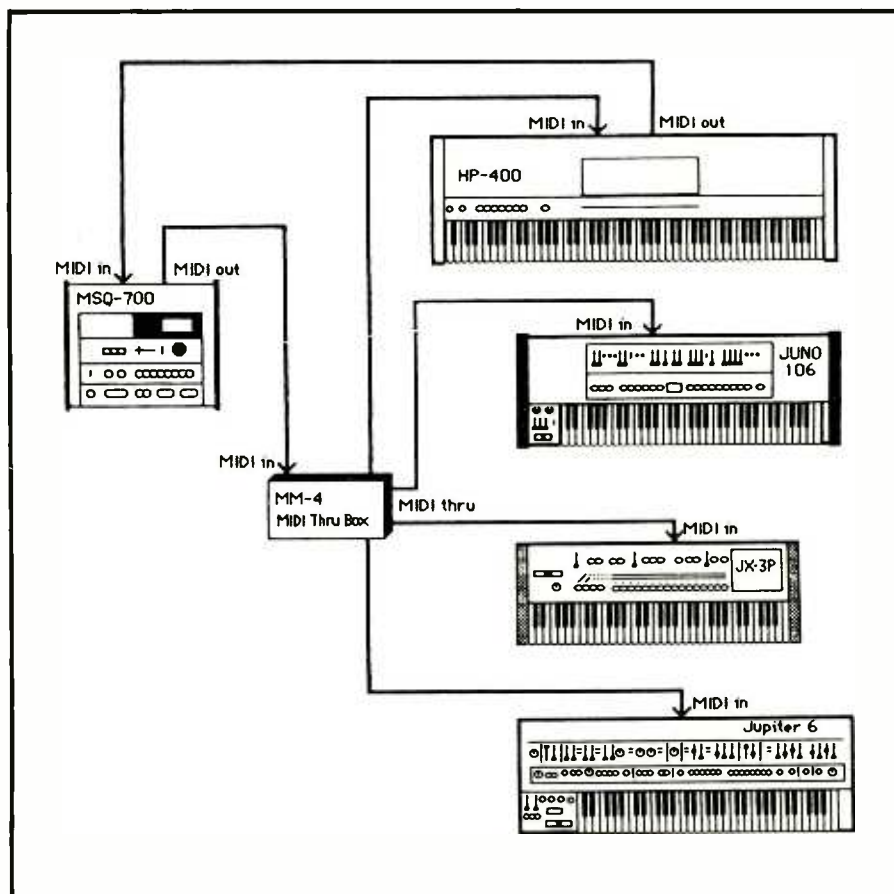 MIDI in
MIDI out
HP-400
MIDI in
MIDI out
MSQ-700
MIDI in
JUNO
106
MIDI in
MM-4
MIDI Thru Box
MIDI thru
MIDI in
JX-3P
MIDI in
Jupiter 6